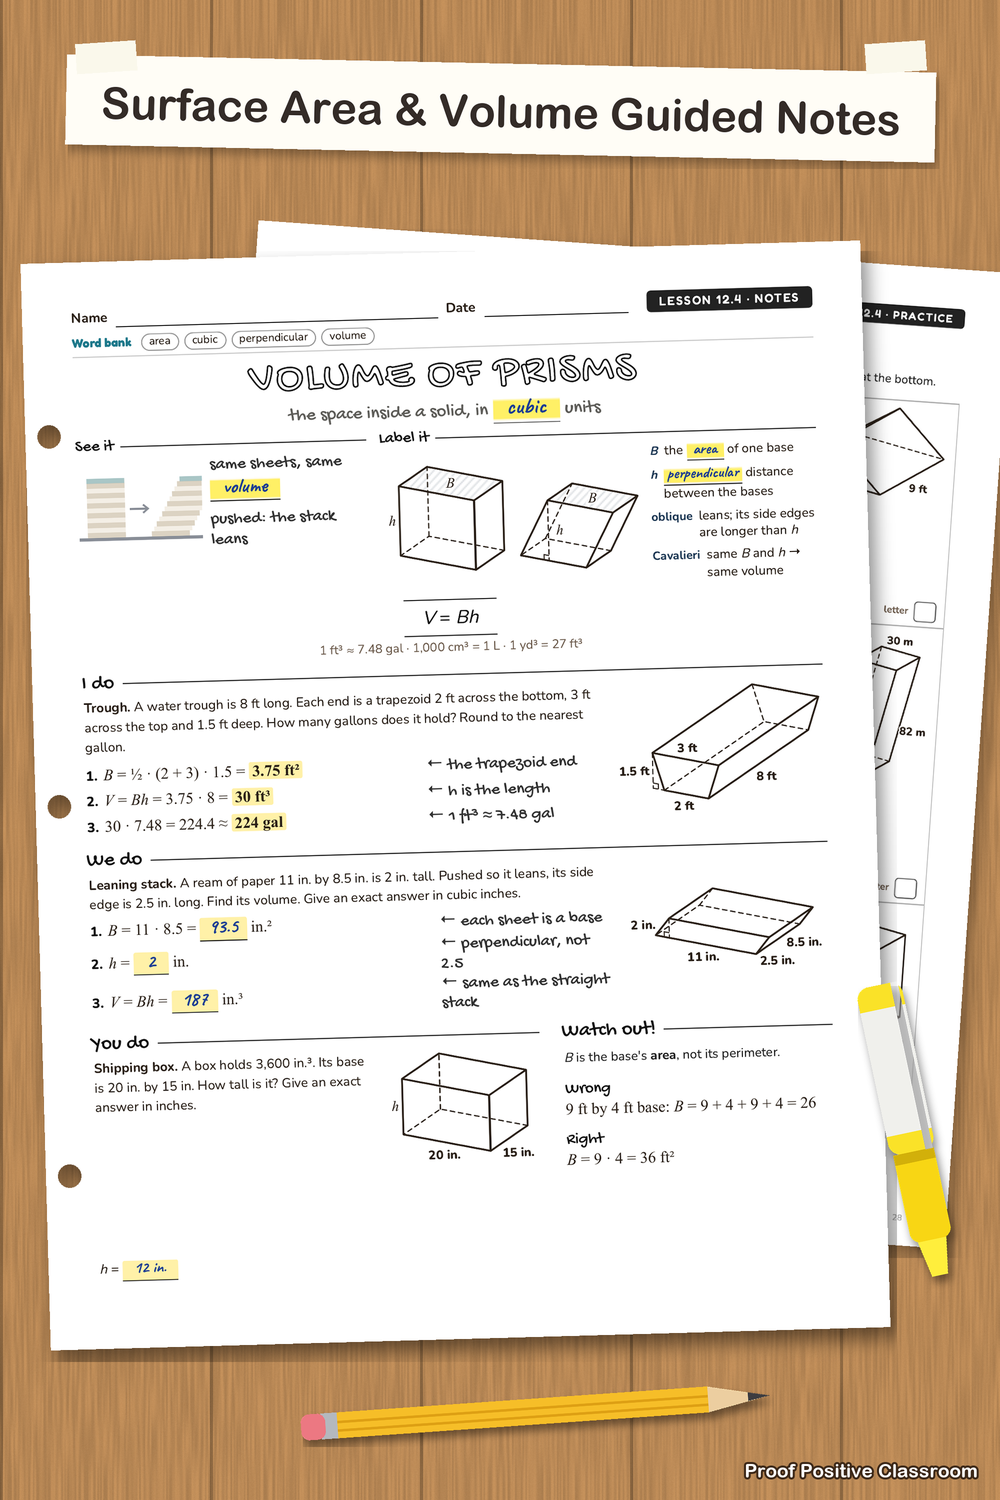 Surface Area & Volume Guided Notes
Name
Date
LESSON 12.4 · NOTES
Word bank area cubic perpendicular volume
VOLUME OF PRISMS
the space inside a solid, in cubic units
See it
same sheets, same
volume
pushed: the stack
leans
Label it
B
h
B
h
B the area of one base
h perpendicular distance
between the bases
oblique leans; its side edges
are longer than h
Cavalieri same B and h →
same volume
V = Bh
1 ft³ ≈ 7.48 gal · 1,000 cm³ = 1 L · 1 yd³ = 27 ft³
I do
Trough. A water trough is 8 ft long. Each end is a trapezoid 2 ft across the bottom, 3 ft
across the top and 1.5 ft deep. How many gallons does it hold? Round to the nearest
gallon.
1. B = ½ · (2 + 3) · 1.5 = 3.75 ft²
← the trapezoid end
2. V = Bh = 3.75 · 8 = 30 ft³
← h is the length
3. 30 · 7.48 = 224.4 ≈ 224 gal
← 1 ft³ ≈ 7.48 gal
3 ft
1.5 ft
8 ft
2 ft
We do
Leaning stack. A ream of paper 11 in. by 8.5 in. is 2 in. tall. Pushed so it leans, its side
edge is 2.5 in. long. Find its volume. Give an exact answer in cubic inches.
1. B = 11 · 8.5 = 93.5 in.²
← each sheet is a base
2. h = 2 in.
← perpendicular, not
2.5
3. V = Bh = 187 in.³
← same as the straight
stack
2 in.
11 in.
8.5 in.
2.5 in.
You do
Shipping box. A box holds 3,600 in.³. Its base
is 20 in. by 15 in. How tall is it? Give an exact
answer in inches.
h
20 in.
15 in.
h = 12 in.
Watch out!
B is the base's area, not its perimeter.
Wrong
9 ft by 4 ft base: B = 9 + 4 + 9 + 4 = 26
Right
B = 9 · 4 = 36 ft²
2.4 · PRACTICE
at the bottom.
9 ft
letter
30 m
82 m
28
Proof Positive Classroom